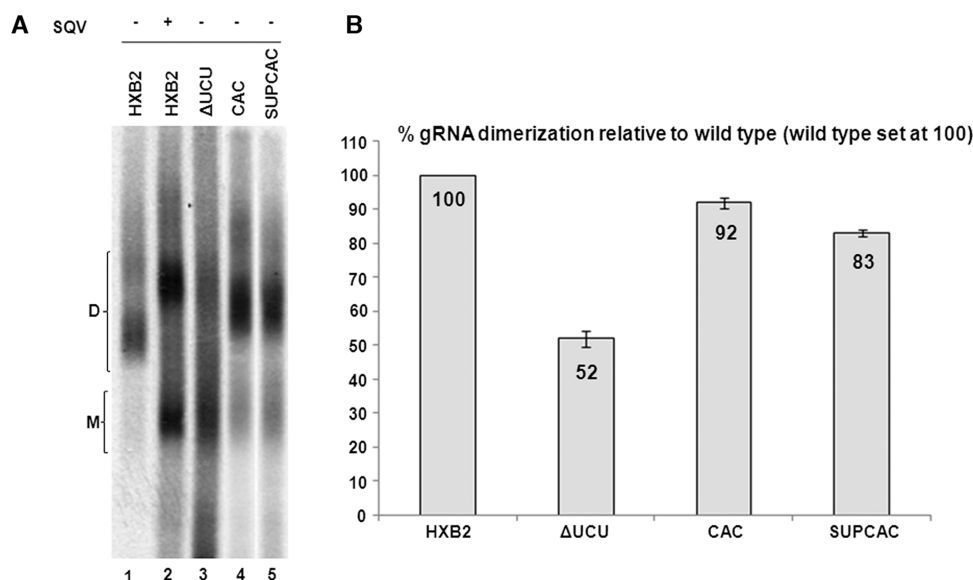 A
SQV - + - - -
HXB2 HXB2 ΔUCU CAC SUPCAC
D
M
1 2 3 4 5
B
% gRNA dimerization relative to wild type (wild type set at 100)
110
100
90
80
70
60
50
40
30
20
10
0
100
52
92
83
HXB2 ΔUCU CAC SUPCAC